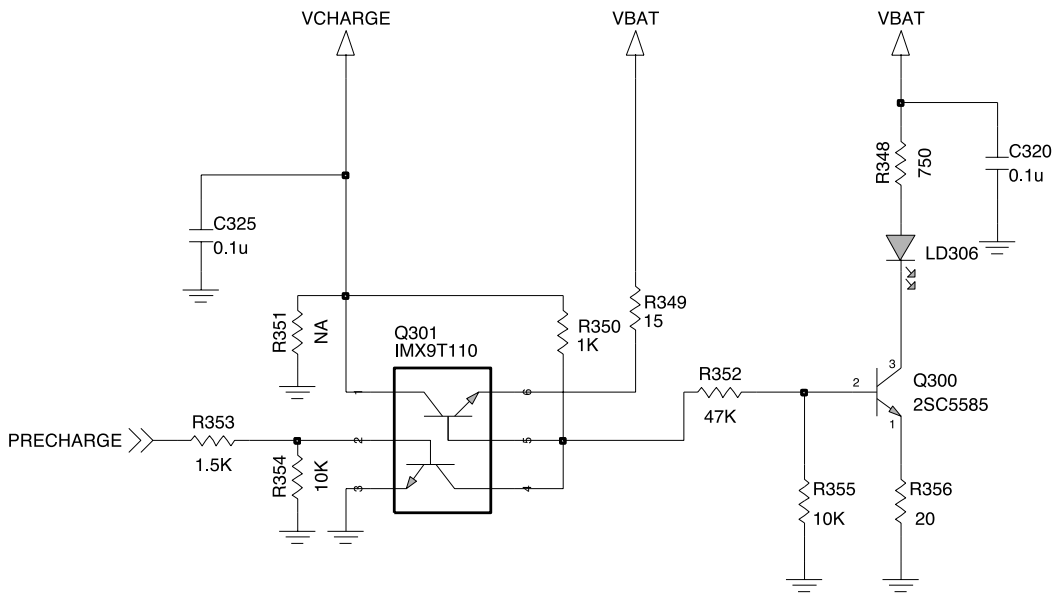 VCHARGE
VBAT
VBAT
R348
750
C320
0.1u
C325
0.1u
LD306
R351
NA
Q301
IMX9T110
R350
1K
R349
15
1
6
R352
47K
2
3
Q300
2SC5585
1
PRECHARGE
R353
1.5K
2
5
R354
10K
3
4
R355
10K
R356
20